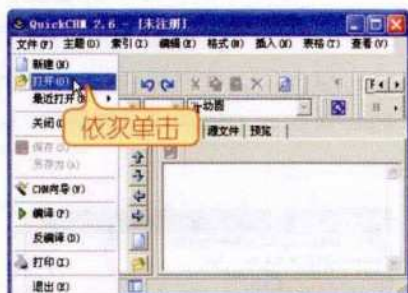 QuickCHM 2.6 - [未注册]
文件(F) 主题(O) 索引(I) 编辑(E) 格式(M) 插入(N) 表格(T) 查看(V)
新建(N)
打开(O)
最近打开
关闭
依次单击
幼圆
源文件 预览
保存(S)
另存为(A)
CHM向导(W)
编译(P)
反编译(D)
打印(I)
退出(X)